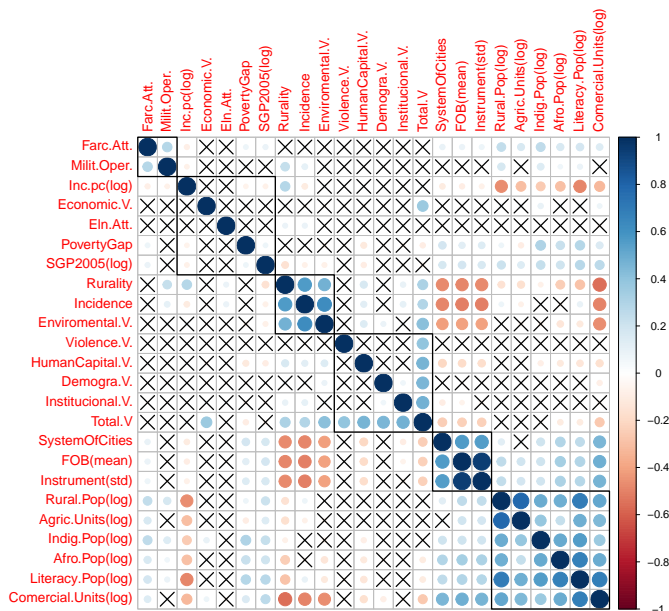 Farc.Att.
Milit.Oper.
Inc.pc(log)
Economic.V.
Eln.Att.
PovertyGap
SGP2005(log)
Rurality
Incidence
Enviromental.V.
Violence.V.
HumanCapital.V.
Demogra.V.
Institucional.V.
Total.V
SystemOfCities
FOB(mean)
Instrument(std)
Rural.Pop(log)
Agric.Units(log)
Indig.Pop(log)
Afro.Pop(log)
Literacy.Pop(log)
Comercial.Units(log)
Farc.Att.
Milit.Oper.
Inc.pc(log)
Economic.V.
Eln.Att.
PovertyGap
SGP2005(log)
Rurality
Incidence
Enviromental.V.
Violence.V.
HumanCapital.V.
Demogra.V.
Institucional.V.
Total.V
SystemOfCities
FOB(mean)
Instrument(std)
Rural.Pop(log)
Agric.Units(log)
Indig.Pop(log)
Afro.Pop(log)
Literacy.Pop(log)
Comercial.Units(log)
1
0.8
0.6
0.4
0.2
0
−0.2
−0.4
−0.6
−0.8
−1